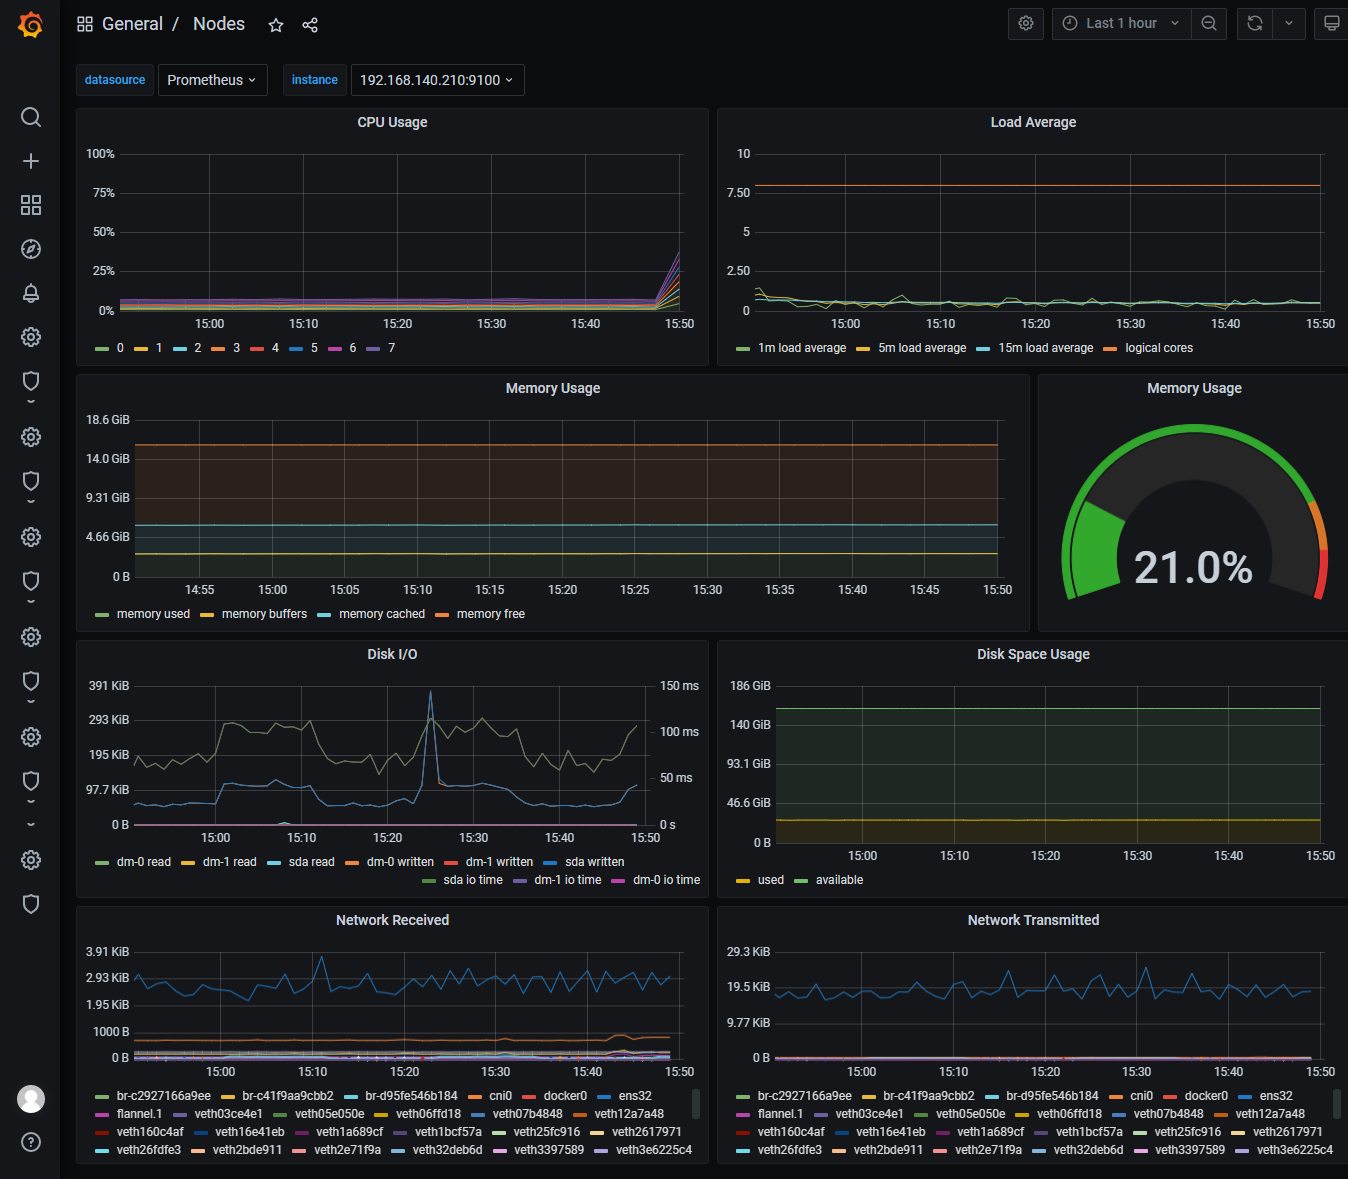 General / Nodes
Last 1 hour
datasource Prometheus instance 192.168.140.210:9100
CPU Usage
100%
75%
50%
25%
0%
15:00 15:10 15:20 15:30 15:40 15:50
0 1 2 3 4 5 6 7
Load Average
10
7.50
5
2.50
0
15:00 15:10 15:20 15:30 15:40 15:50
1m load average 5m load average 15m load average logical cores
Memory Usage
18.6 GiB
14.0 GiB
9.31 GiB
4.66 GiB
0 B
14:55 15:00 15:05 15:10 15:15 15:20 15:25 15:30 15:35 15:40 15:45 15:50
memory used memory buffers memory cached memory free
Memory Usage
21.0%
Disk I/O
391 KiB 150 ms
293 KiB 100 ms
195 KiB
97.7 KiB 50 ms
0 B 0 s
15:00 15:10 15:20 15:30 15:40 15:50
dm-0 read dm-1 read sda read dm-0 written dm-1 written sda written
sda io time dm-1 io time dm-0 io time
Disk Space Usage
186 GiB
140 GiB
93.1 GiB
46.6 GiB
0 B
15:00 15:10 15:20 15:30 15:40 15:50
used available
Network Received
3.91 KiB
2.93 KiB
1.95 KiB
1000 B
0 B
15:00 15:10 15:20 15:30 15:40 15:50
br-c2927166a9ee br-c41f9aa9cbb2 br-d95fe546b184 cni0 docker0 ens32
flannel.1 veth03ce4e1 veth05e050e veth06ffd18 veth07b4848 veth12a7a48
veth160c4af veth16e41eb veth1a689cf veth1bcf57a veth25fc916 veth2617971
veth26fdfe3 veth2bde911 veth2e71f9a veth32deb6d veth3397589 veth3e6225c4
Network Transmitted
29.3 KiB
19.5 KiB
9.77 KiB
0 B
15:00 15:10 15:20 15:30 15:40 15:50
br-c2927166a9ee br-c41f9aa9cbb2 br-d95fe546b184 cni0 docker0 ens32
flannel.1 veth03ce4e1 veth05e050e veth06ffd18 veth07b4848 veth12a7a48
veth160c4af veth16e41eb veth1a689cf veth1bcf57a veth25fc916 veth2617971
veth26fdfe3 veth2bde911 veth2e71f9a veth32deb6d veth3397589 veth3e6225c4